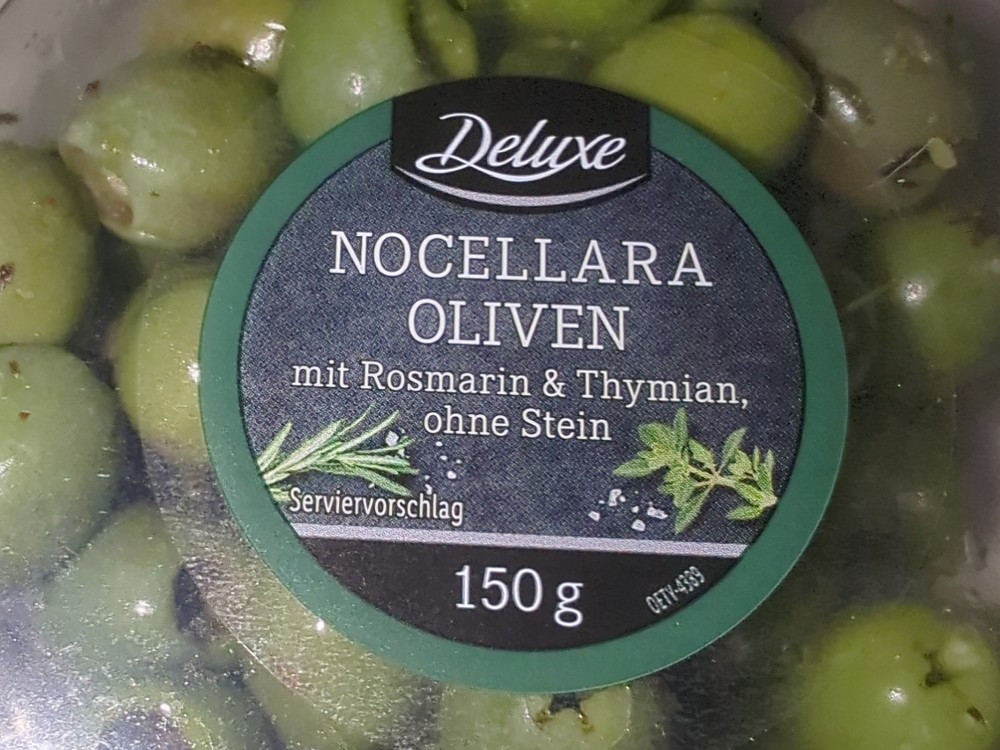 Deluxe
NOCELLARA
OLIVEN
mit Rosmarin & Thymian,
ohne Stein
Serviervorschlag
150 g
OETV-4389